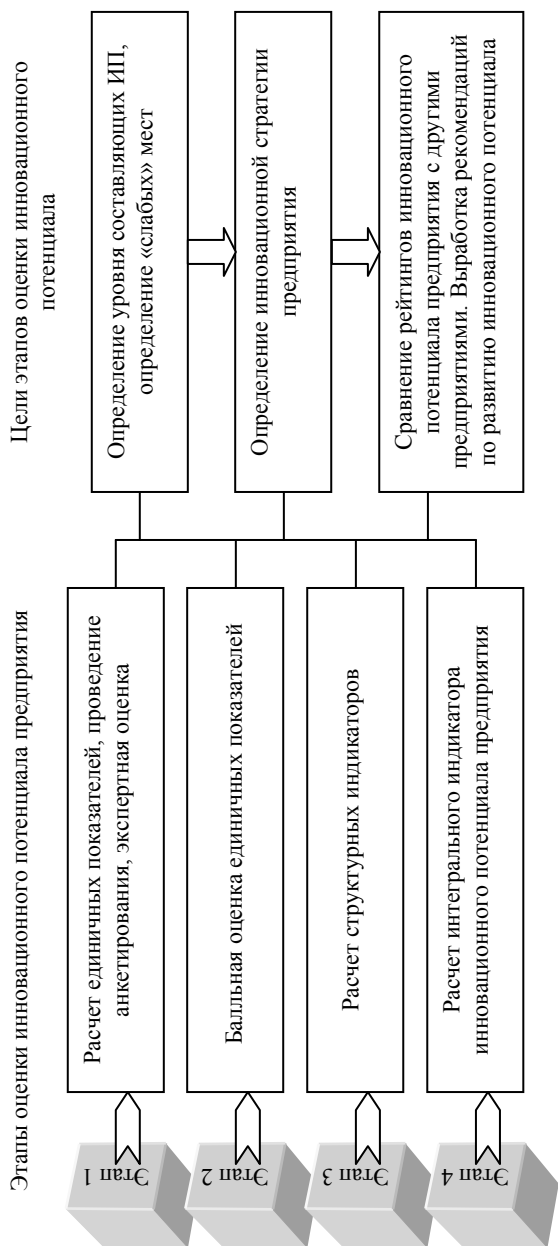 Этапы оценки инновационного потенциала предприятия
Этап 1
Расчет единичных показателей, проведение
анкетирования, экспертная оценка
Этап 2
Балльная оценка единичных показателей
Этап 3
Расчет структурных индикаторов
Этап 4
Расчет интегрального индикатора
инновационного потенциала предприятия
Цели этапов оценки инновационного
потенциала
Определение уровня составляющих ИП,
определение «слабых» мест
Определение инновационной стратегии
предприятия
Сравнение рейтингов инновационного
потенциала предприятия с другими
предприятиями. Выработка рекомендаций
по развитию инновационного потенциала